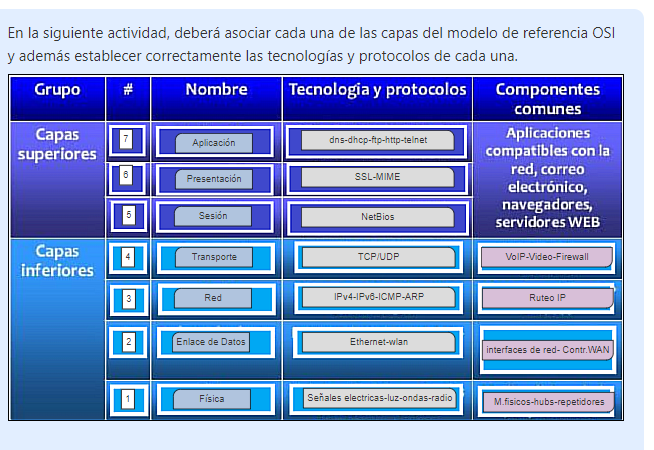 En la siguiente actividad, deberá asociar cada una de las capas del modelo de referencia OSI
y además establecer correctamente las tecnologías y protocolos de cada una.
Grupo # Nombre Tecnología y protocolos Componentes
comunes
Capas
superiores
7 Aplicación dns-dhcp-ftp-http-telnet
6 Presentación SSL-MIME
5 Sesión NetBios
Aplicaciones
compatibles con la
red, correo
electrónico,
navegadores,
servidores WEB
Capas
inferiores
4 Transporte TCP/UDP VoIP-Video-Firewall
3 Red IPv4-IPv6-ICMP-ARP Ruteo IP
2 Enlace de Datos Ethernet-wlan interfaces de red- Contr.WAN
1 Física Señales electricas-luz-ondas-radio M.fisicos-hubs-repetidores